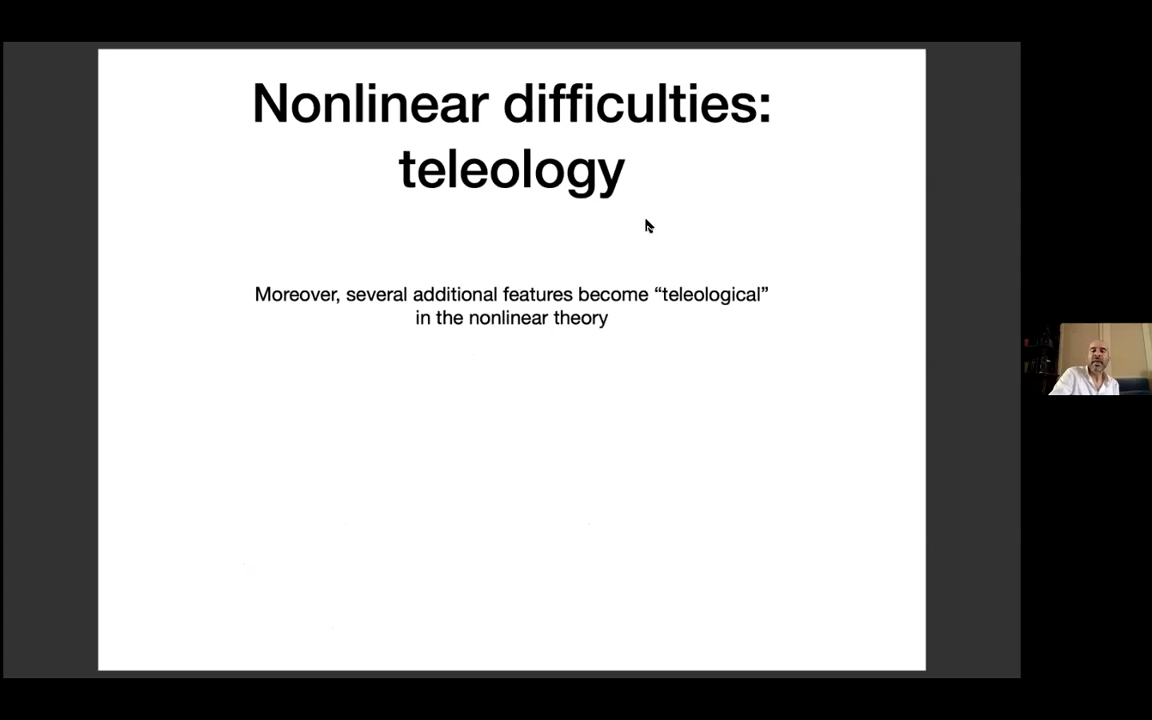 Nonlinear difficulties:
teleology
Moreover, several additional features become “teleological”
in the nonlinear theory